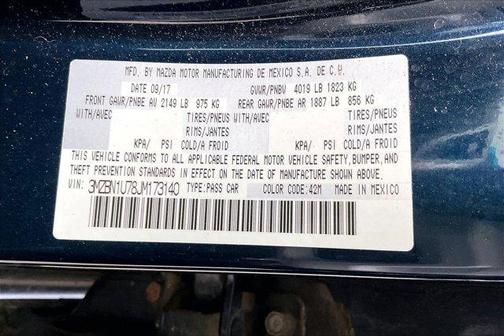 MFD. BY MAZDA MOTOR MANUFACTURING DE MEXICO S.A. DE C.V.
DATE 09/17 GVWR/PNBV 4019 LB 1823 KG
FRONT GAWR/PNBE AV 2149 LB 975 KG REAR GAWR/PNBE AR 1887 LB 856 KG
WITH/AVEC TIRES/PNEUS WITH/AVEC TIRES/PNEUS
RIMS/JANTES RIMS/JANTES
KPA/ PSI COLD/A FROID KPA/ PSI COLD/A FROID
THIS VEHICLE CONFORMS TO ALL APPLICABLE FEDERAL MOTOR VEHICLE SAFETY, BUMPER, AND
THEFT PREVENTION STANDARDS IN EFFECT ON THE DATE OF MANUFACTURE SHOWN ABOVE.
VIN: 3MZBN1U78JM173140 TYPE:PASS CAR COLOR CODE:42M MADE IN MEXICO